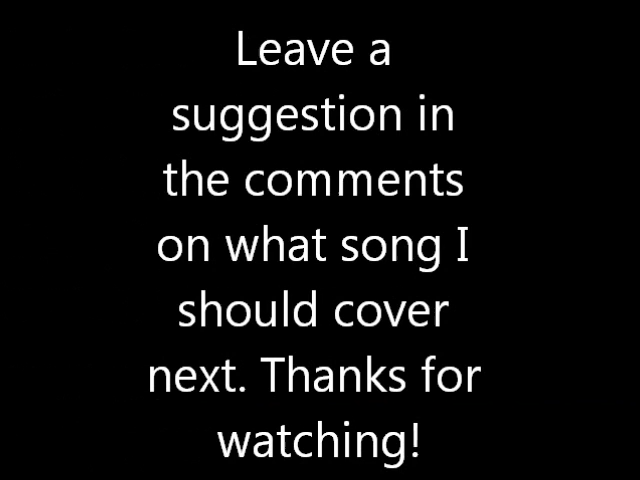 Leave a
suggestion in
the comments
on what song I
should cover
next. Thanks for
watching!